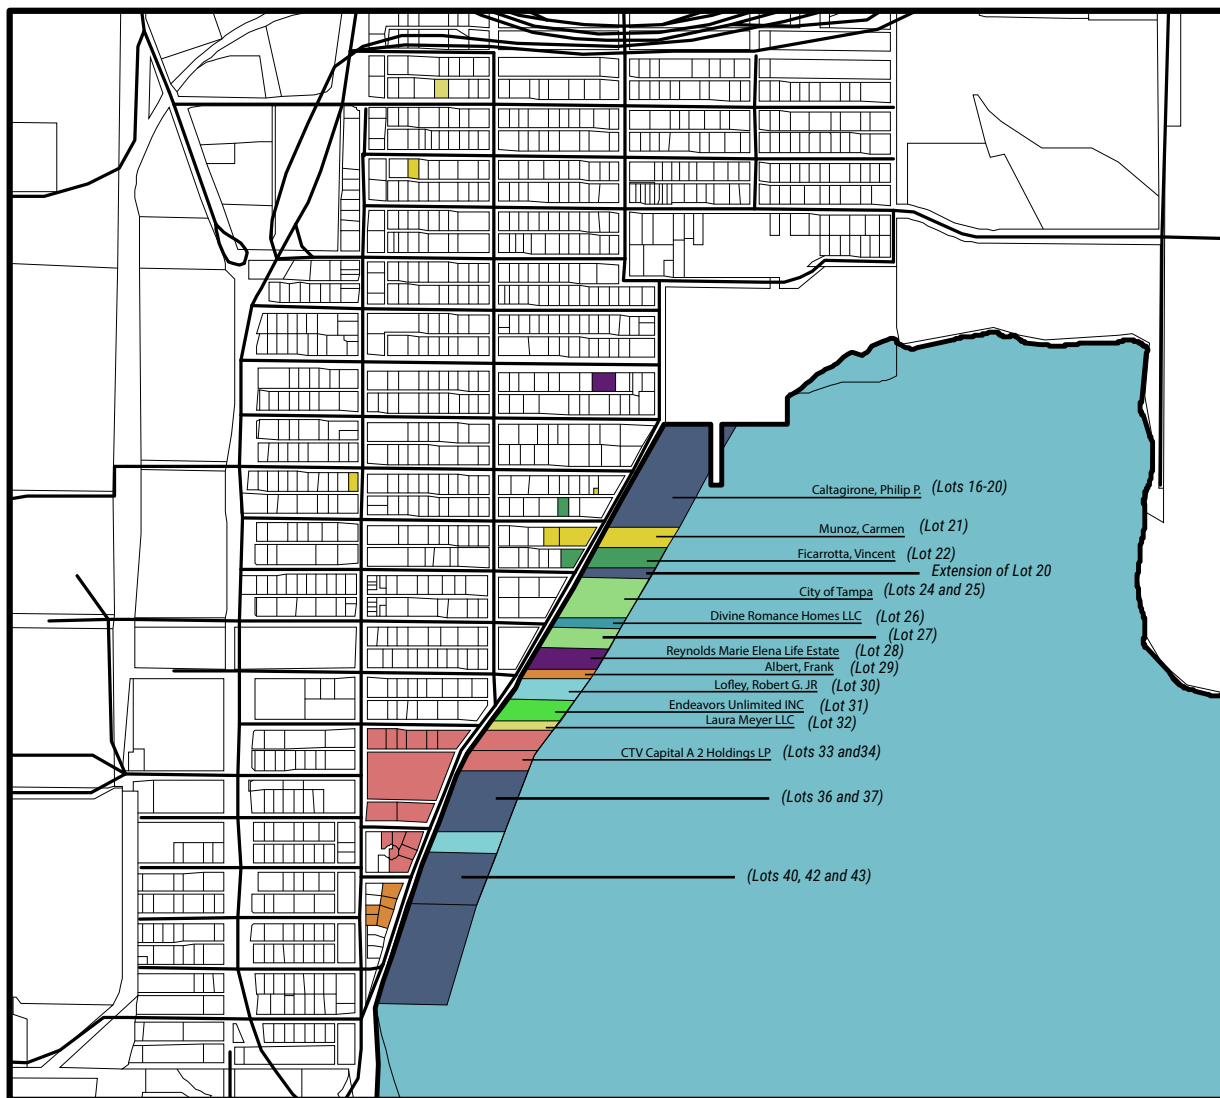 Caltagirone, Philip P. (Lots 16-20)
Munoz, Carmen (Lot 21)
Ficarrotta, Vincent (Lot 22)
Extension of Lot 20
City of Tampa (Lots 24 and 25)
Divine Romance Homes LLC (Lot 26)
(Lot 27)
Reynolds Marie Elena Life Estate (Lot 28)
Albert, Frank (Lot 29)
Lofley, Robert G. JR (Lot 30)
Endeavors Unlimited INC (Lot 31)
Laura Meyer LLC (Lot 32)
CTV Capital A 2 Holdings LP (Lots 33 and34)
(Lots 36 and 37)
(Lots 40, 42 and 43)